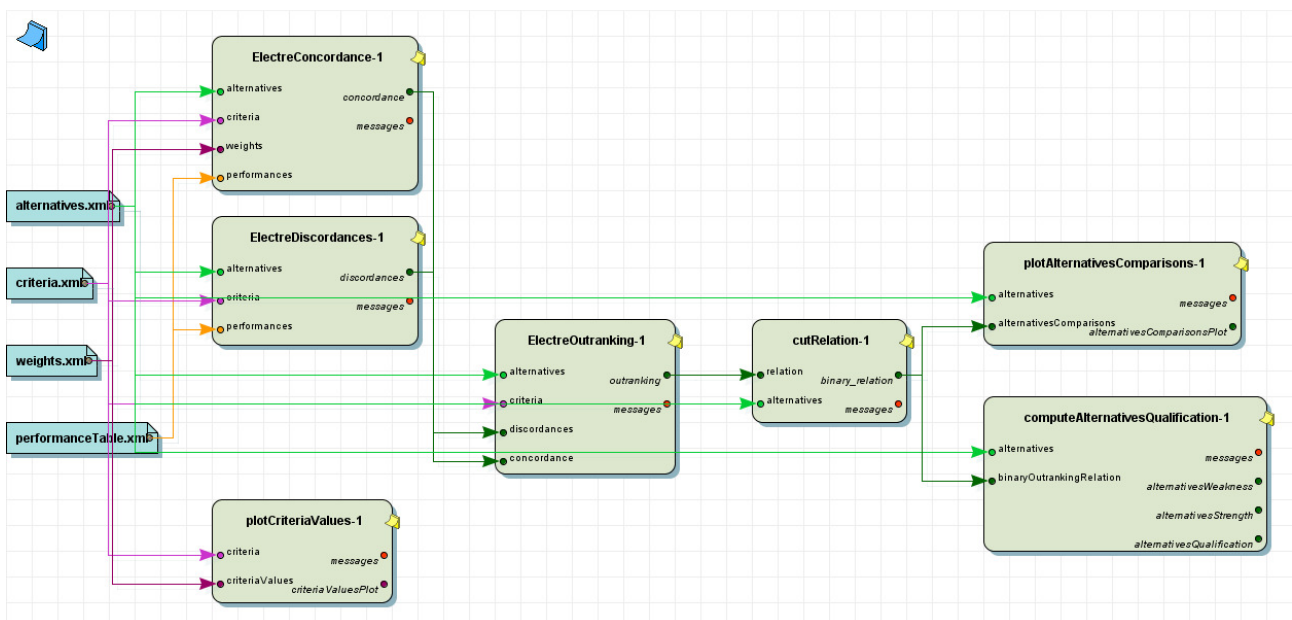 ElectreConcordance-1
alternatives
concordance
criteria
messages
weights
performances
alternatives.xml
ElectreDiscordances-1
alternatives
discordances
criteria
messages
performances
criteria.xml
weights.xml
performanceTable.xml
ElectreOutranking-1
alternatives
outranking
criteria
messages
discordances
concordance
cutRelation-1
relation
binary_relation
alternatives
messages
plotAlternativesComparisons-1
alternatives
messages
alternativesComparisons
alternativesComparisonsPlot
computeAlternativesQualification-1
alternatives
messages
binaryOutrankingRelation
alternativesWeakness
alternativesStrength
alternativesQualification
plotCriteriaValues-1
criteria
messages
criteriaValues
criteriaValuesPlot